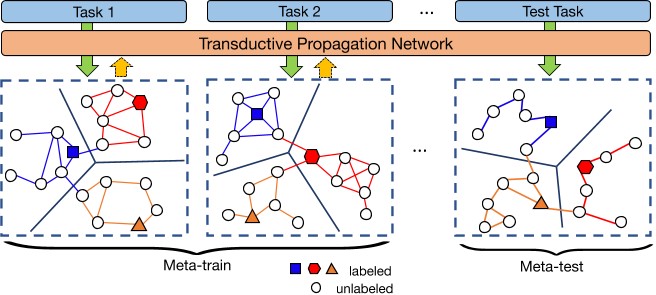 Task 1
Task 2
...
Test Task
Transductive Propagation Network
...
Meta-train
Meta-test
labeled
unlabeled